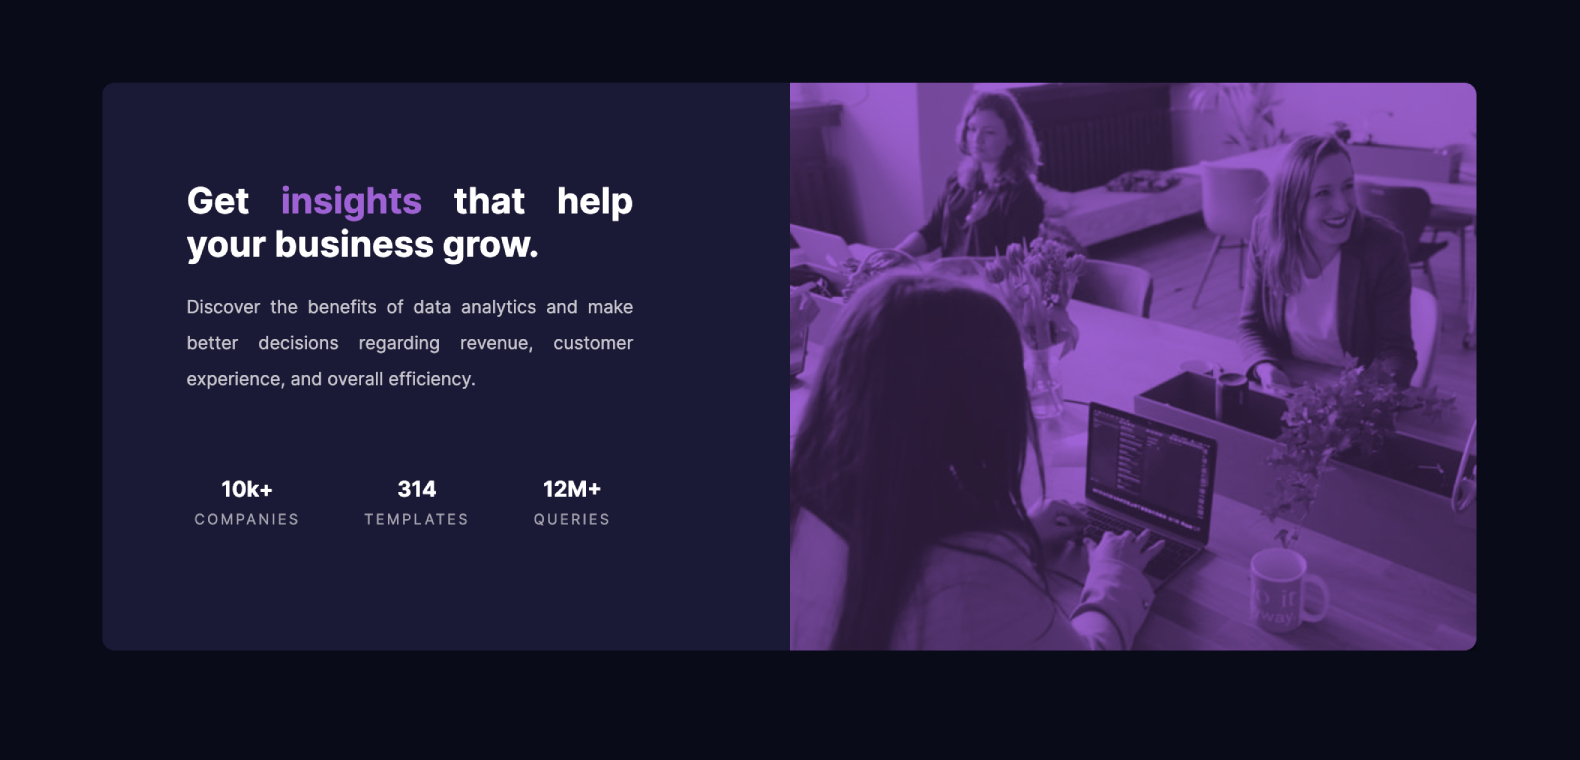 Get insights that help
your business grow.
Discover the benefits of data analytics and make
better decisions regarding revenue, customer
experience, and overall efficiency.
10k+ 314 12M+
COMPANIES TEMPLATES QUERIES